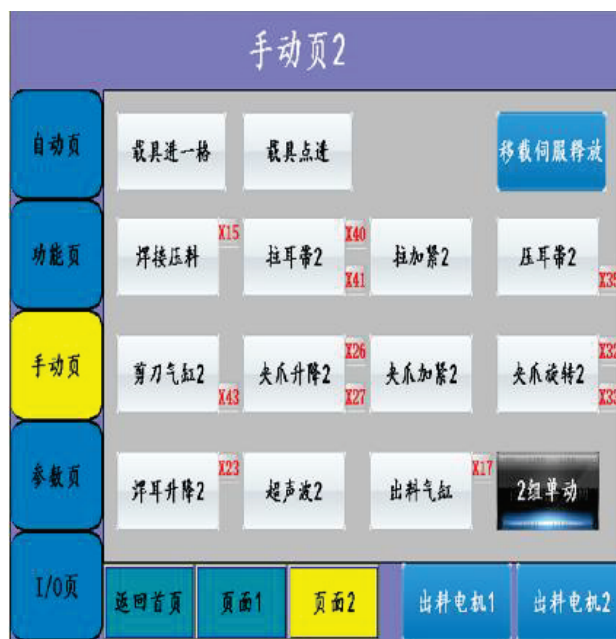 手动页2
自动页
载具进一格
载具点进
移载伺服释放
功能页
焊接压料
X15
拉耳带2
X40
X41
拉加紧2
压耳带2
手动页
剪刀气缸2
X43
夹爪升降2
X26
X27
夹爪加紧2
夹爪旋转2
参数页
焊耳升降2
X23
超声波2
出料气缸
X17
2组单动
I/O页
返回首页
页面1
页面2
出料电机1
出料电机2